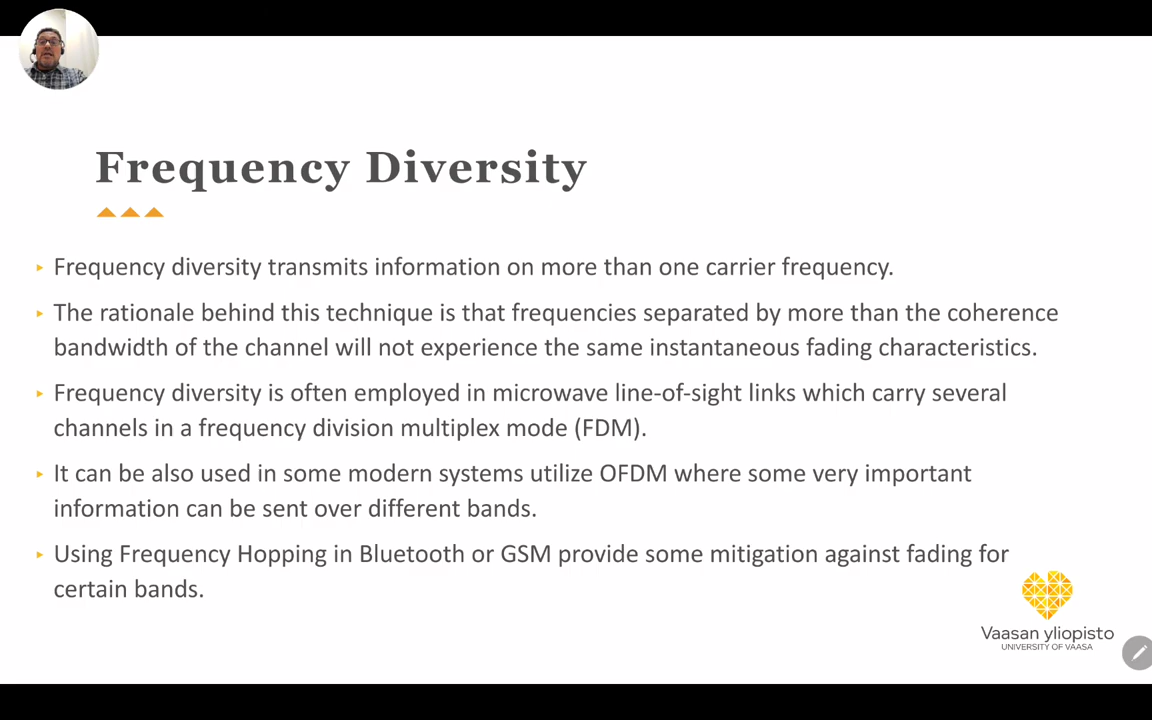 Frequency Diversity
Frequency diversity transmits information on more than one carrier frequency.
The rationale behind this technique is that frequencies separated by more than the coherence
bandwidth of the channel will not experience the same instantaneous fading characteristics.
Frequency diversity is often employed in microwave line-of-sight links which carry several
channels in a frequency division multiplex mode (FDM).
It can be also used in some modern systems utilize OFDM where some very important
information can be sent over different bands.
Using Frequency Hopping in Bluetooth or GSM provide some mitigation against fading for
certain bands.
Vaasan yliopisto
UNIVERSITY OF VAASA